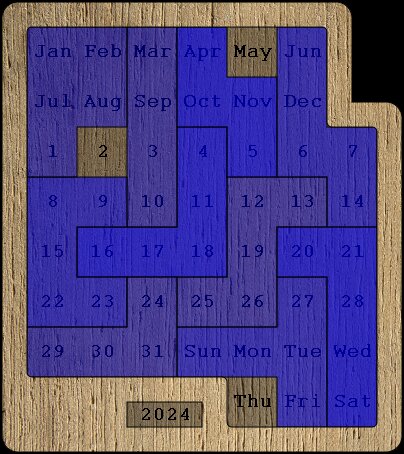 Jan Feb Mar Apr May Jun
Jul Aug Sep Oct Nov Dec
1 2 3 4 5 6 7
8 9 10 11 12 13 14
15 16 17 18 19 20 21
22 23 24 25 26 27 28
29 30 31 Sun Mon Tue Wed
2024 Thu Fri Sat